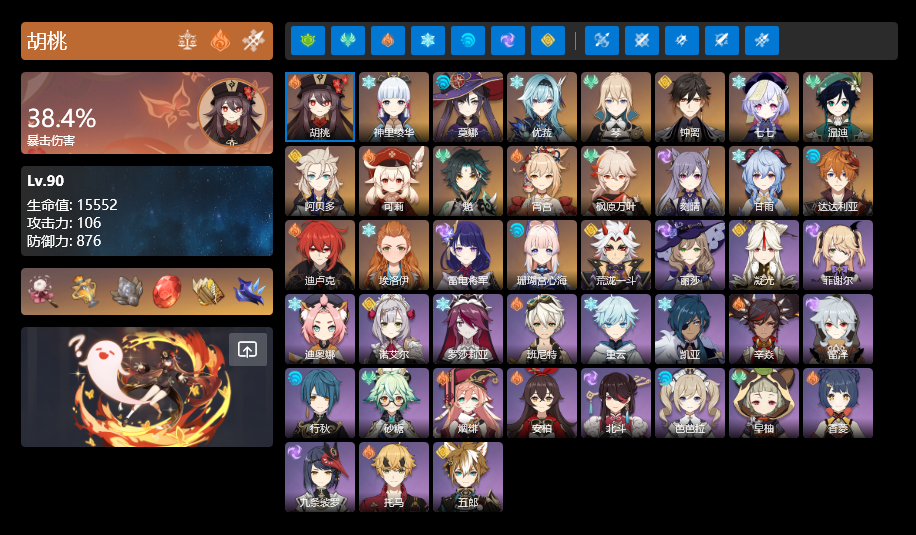 胡桃
38.4%
暴击伤害
Lv.90
生命值: 15552
攻击力: 106
防御力: 876
胡桃 神里绫华 莫娜 优菈 琴 钟离 七七 温迪
阿贝多 可莉 魈 宵宫 枫原万叶 刻晴 甘雨 达达利亚
迪卢克 埃洛伊 雷电将军 珊瑚宫心海 荒泷一斗 丽莎 凝光 菲谢尔
迪奥娜 诺艾尔 罗莎莉亚 班尼特 重云 凯亚 辛焱 雷泽
行秋 砂糖 烟绯 安柏 北斗 芭芭拉 早柚 香菱
九条裟罗 托马 五郎